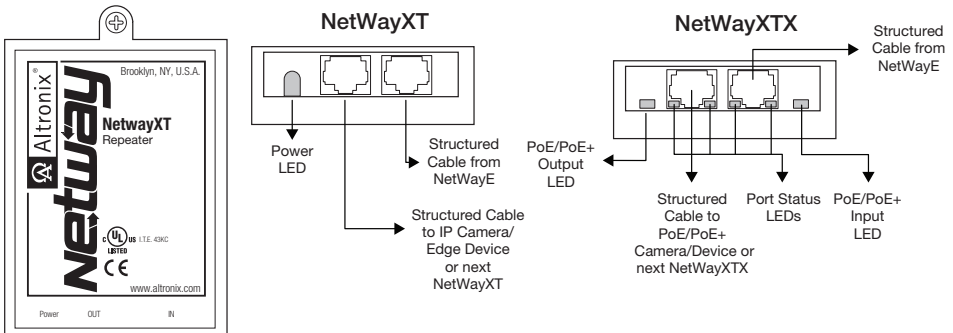 Altronix
®
Netway
Brooklyn, NY, U.S.A.
NetwayXT
Repeater
C UL US I.T.E. 43KC
LISTED
CE
www.altronix.com
Power OUT IN
NetWayXT
Power
LED
Structured
Cable from
NetWayE
Structured Cable
to IP Camera/
Edge Device
or next
NetWayXT
NetWayXTX
Structured
Cable from
NetWayE
PoE/PoE+
Output
LED
Structured
Cable to
PoE/PoE+
Camera/Device or
next NetWayXTX
Port Status
LEDs
PoE/PoE+
Input
LED